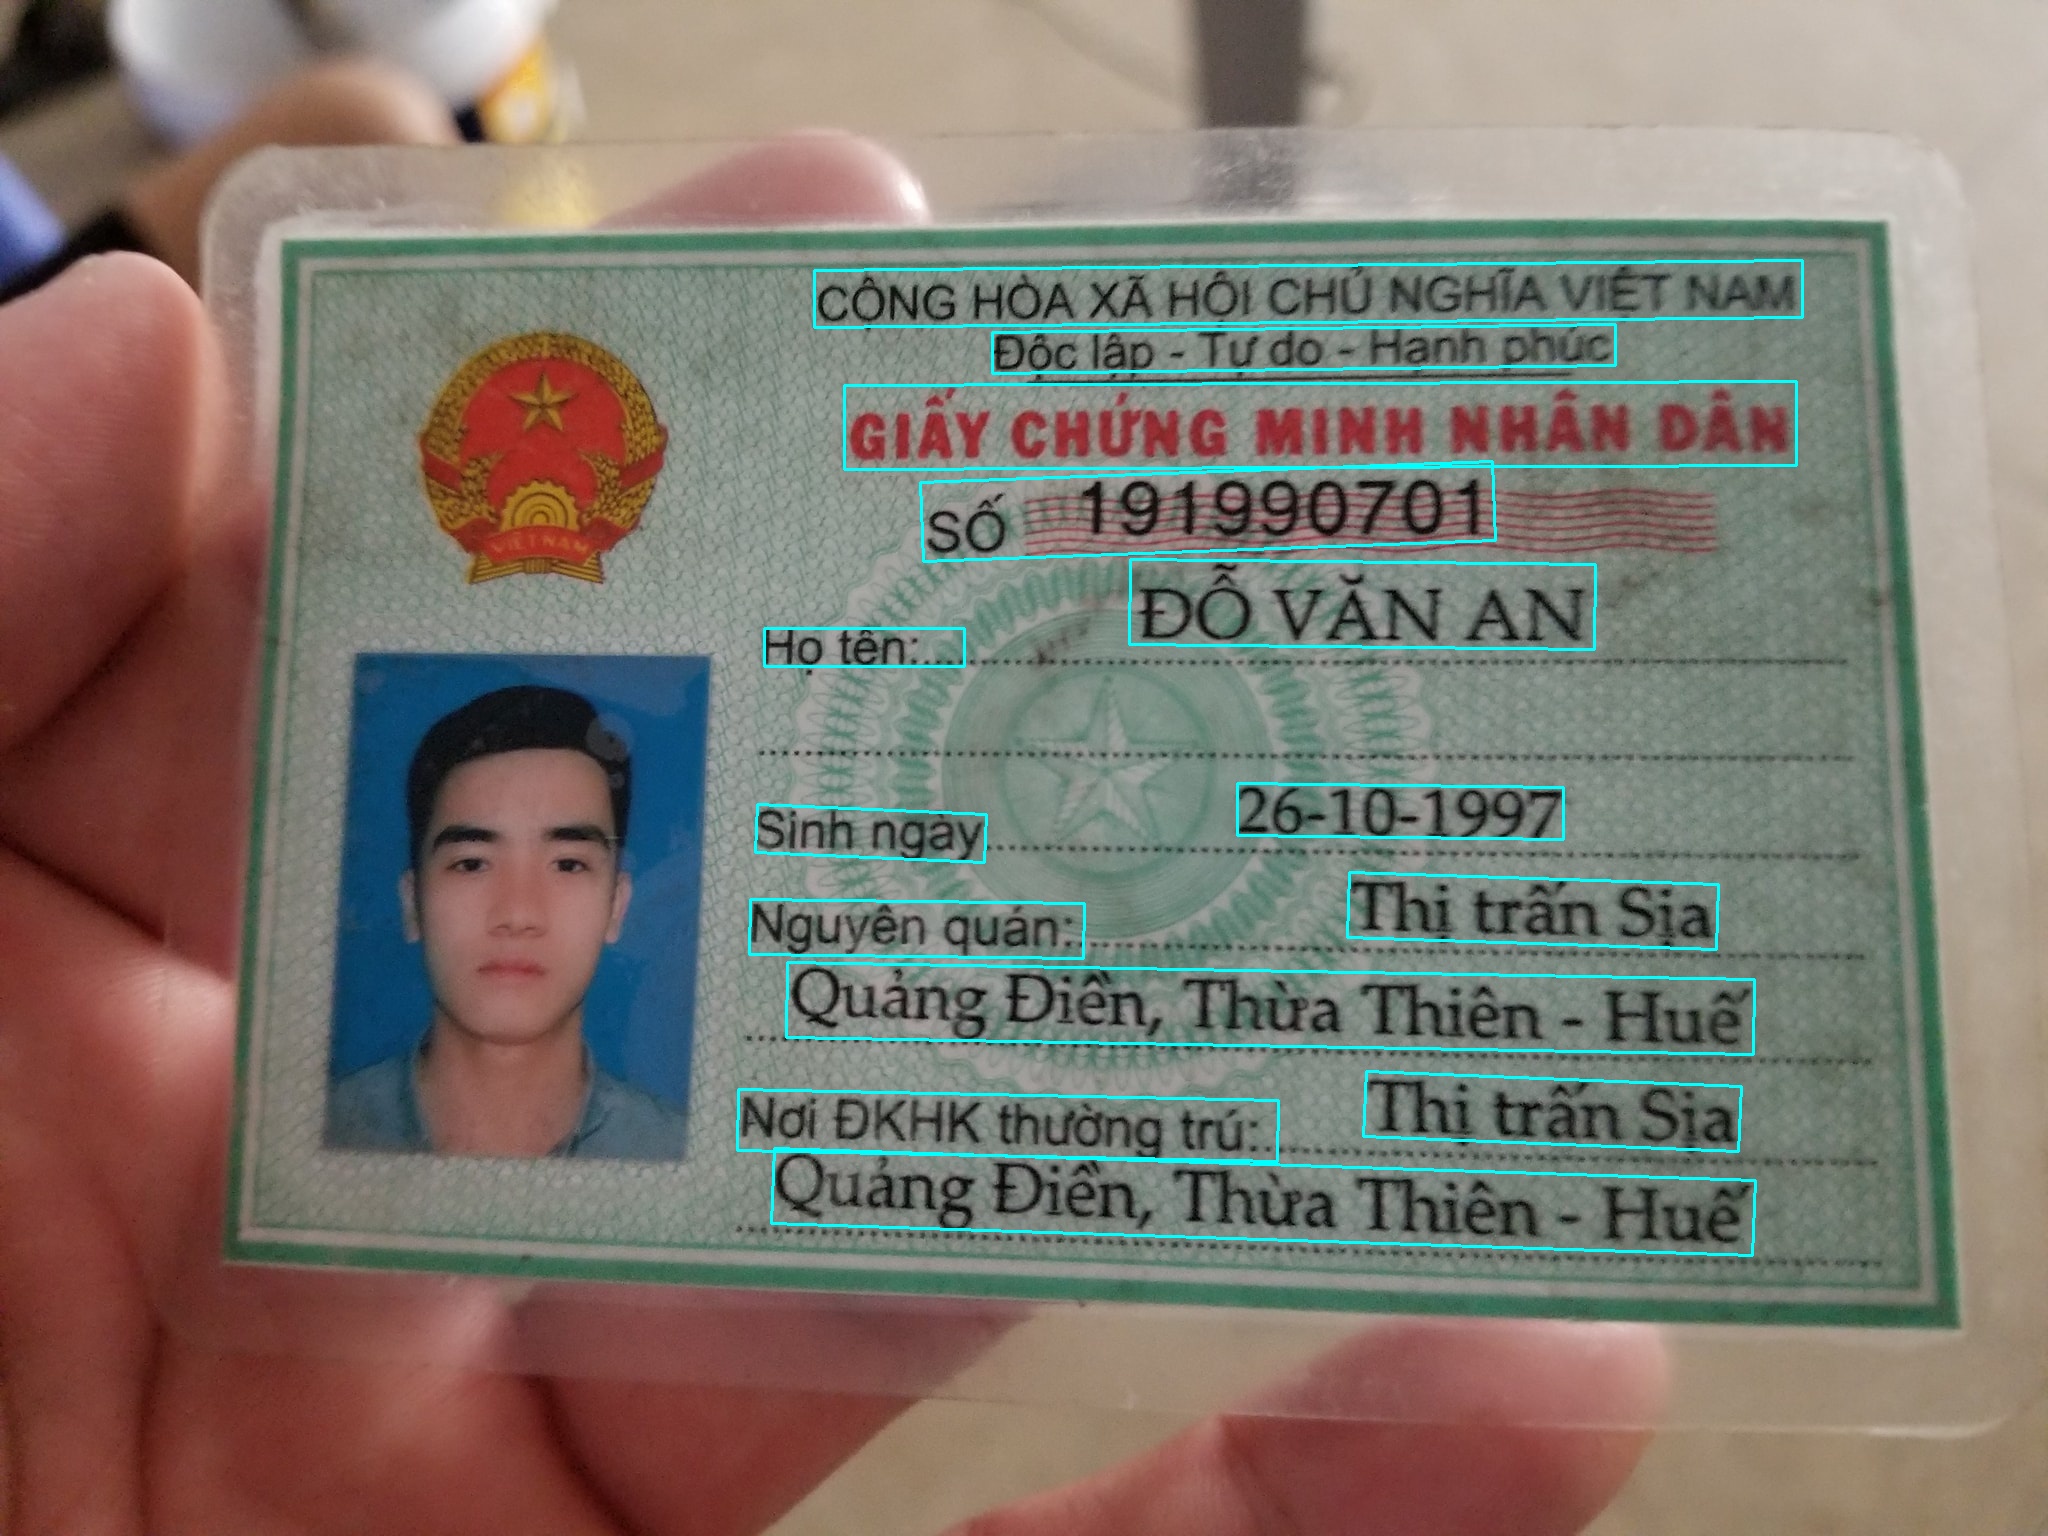 CỘNG HÒA XÃ HỘI CHỦ NGHĨA VIỆT NAM
Độc lập - Tự do - Hạnh phúc
GIẤY CHỨNG MINH NHÂN DÂN
SỐ 191990701
Họ tên: ĐỖ VĂN AN
Sinh ngày 26-10-1997
Nguyên quán: Thị trấn Sịa
Quảng Điền, Thừa Thiên - Huế
Nơi ĐKHK thường trú: Thị trấn Sịa
Quảng Điền, Thừa Thiên - Huế
VIỆT NAM